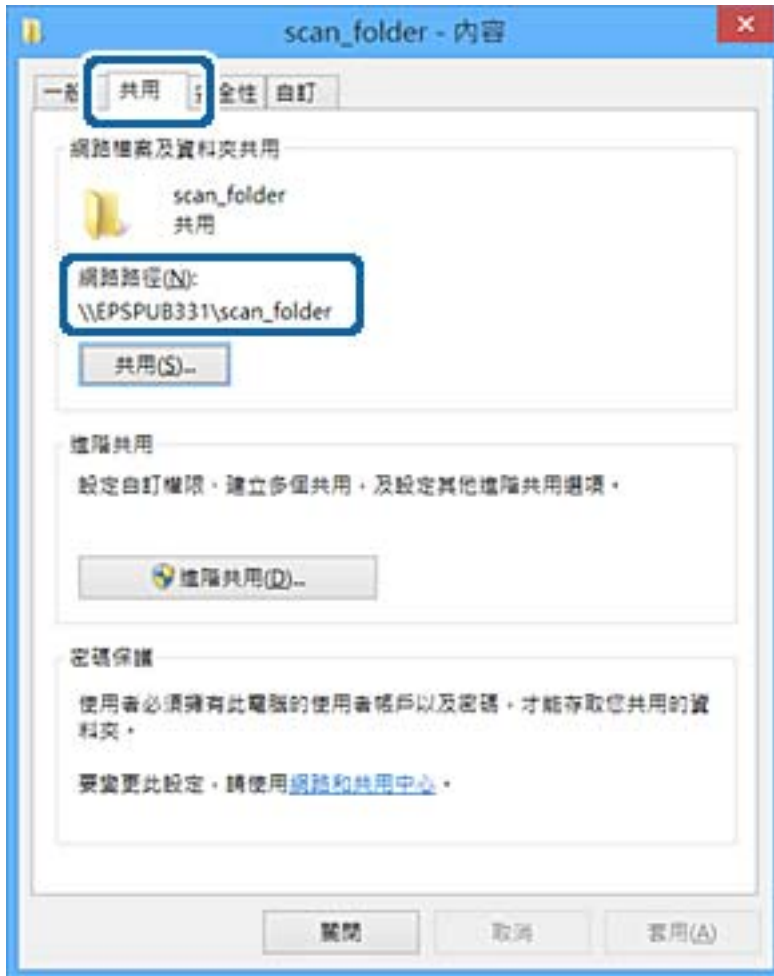 scan_folder - 內容
一般 共用 安全性 自訂
網路檔案及資料夾共用
scan_folder
共用
網路路徑(N):
\\EPSPUB331\scan_folder
共用(S)...
進階共用
設定自訂權限、建立多個共用，及設定其他進階共用選項。
進階共用(D)...
密碼保護
使用者必須擁有此電腦的使用者帳戶以及密碼，才能存取您共用的資
料夾。
要變更此設定，請使用網路和共用中心。
關閉 取消 套用(A)